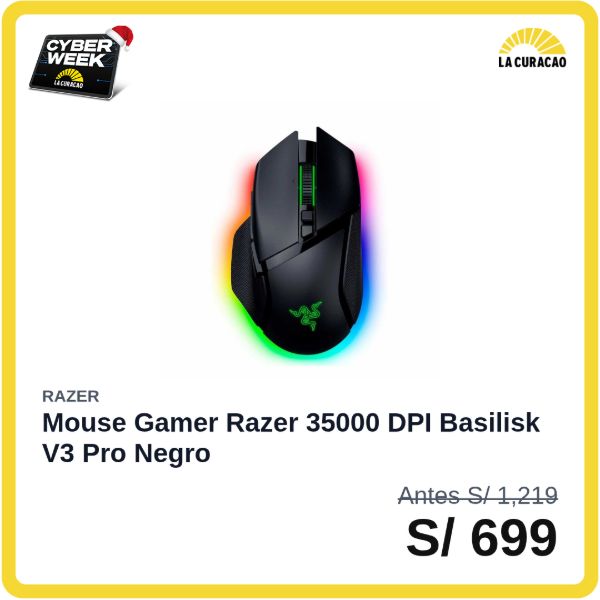 CYBER
WEEK
LA CURACAO
LA CURACAO
RAZER
Mouse Gamer Razer 35000 DPI Basilisk
V3 Pro Negro
Antes S/ 1,219
S/ 699